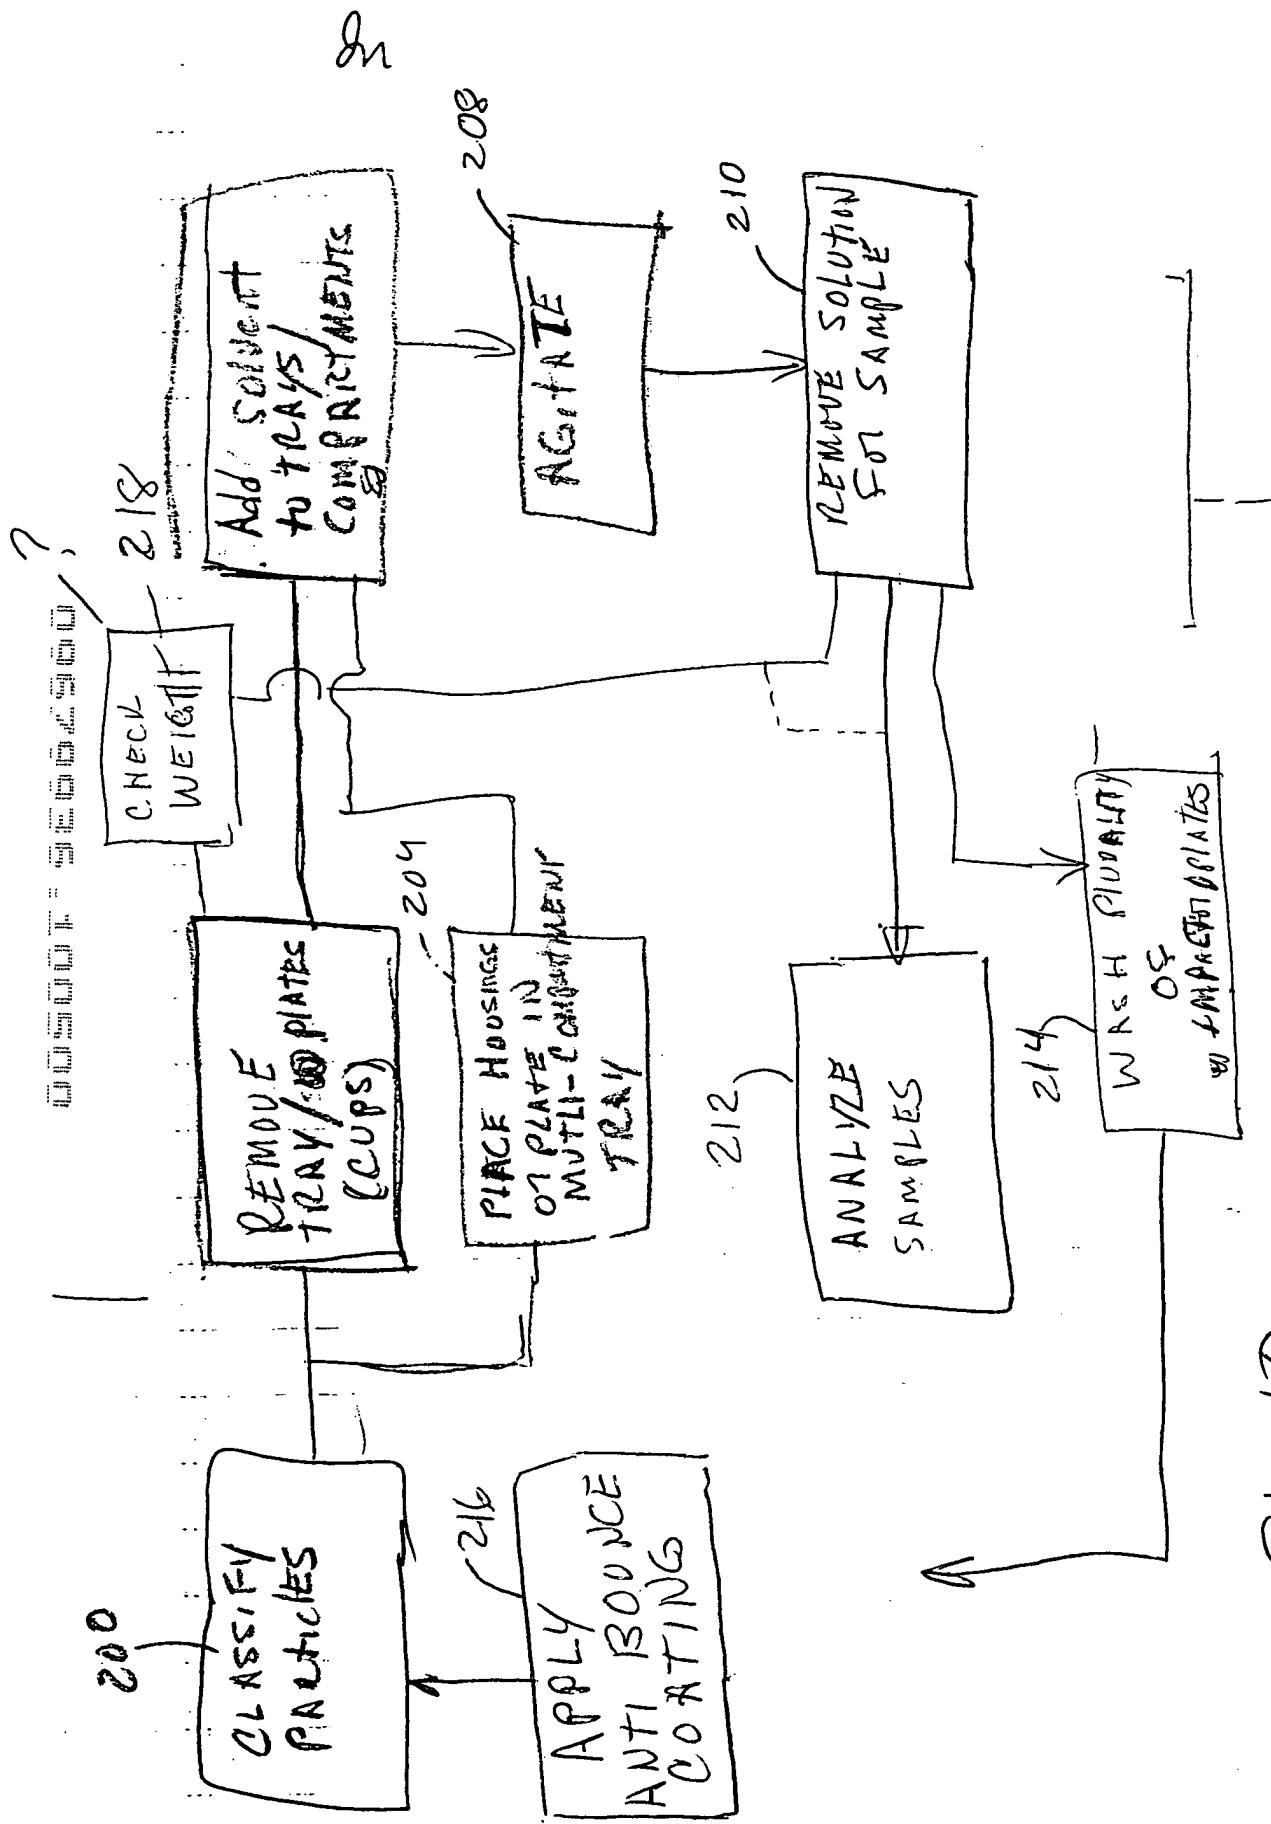 200
CLASSIFY
PARticlES
216
APPLY
ANTI BOUNCE
COATING
REMOVE
TRAY/ PLATES
(CUPS)
204
PLACE HOUSINGS
OR PLATE IN
MUTLI-COMPARTMENT
TRAY
?
218
CHECK
WEIGHT
Add SOLVENT
to TRAYS/
COMPARTMENTS
208
AGITATE
210
REMOVE SOLUTION
FOR SAMPLE
212
ANALYZE
SAMPLES
214
WASH PLURALITY
OF
IMPACTOR PLATES